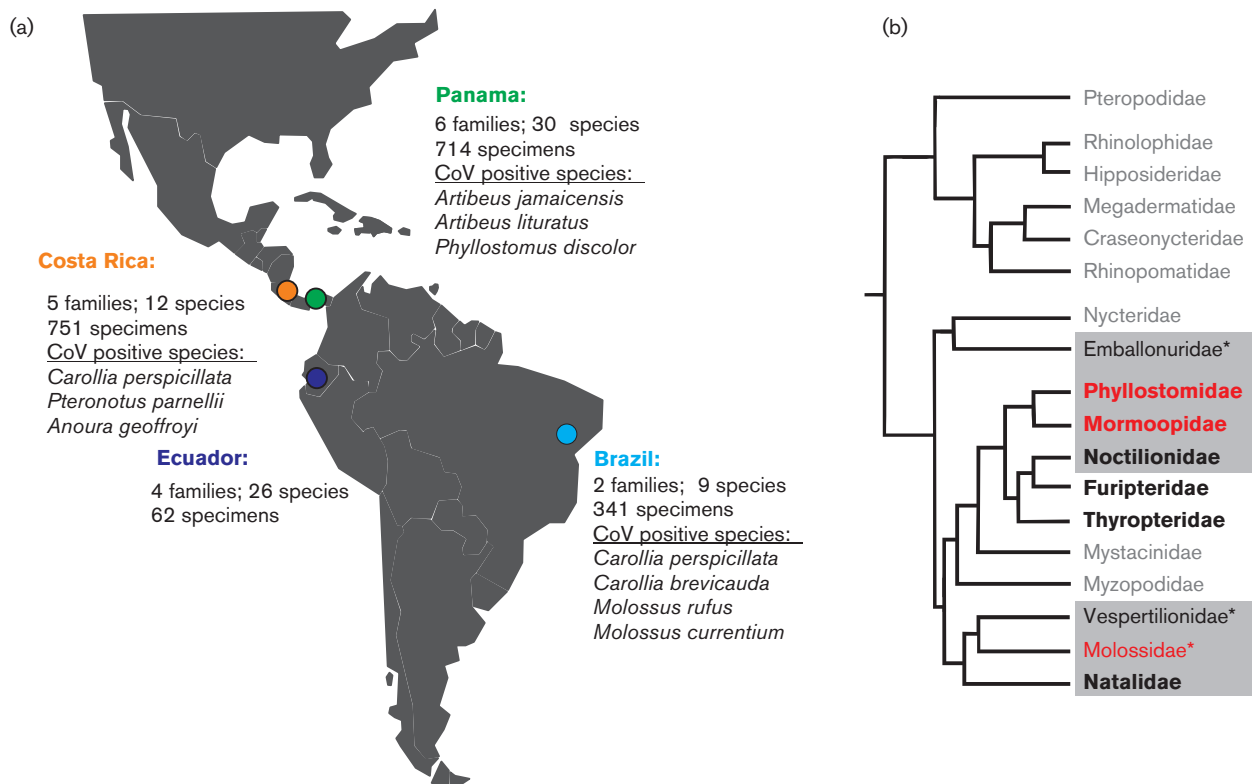 (a)
Panama:
6 families; 30 species
714 specimens
CoV positive species:
Artibeus jamaicensis
Artibeus lituratus
Phyllostomus discolor
Costa Rica:
5 families; 12 species
751 specimens
CoV positive species:
Carollia perspicillata
Pteronotus parnellii
Anoura geoffroyi
Ecuador:
4 families; 26 species
62 specimens
Brazil:
2 families; 9 species
341 specimens
CoV positive species:
Carollia perspicillata
Carollia brevicauda
Molossus rufus
Molossus currentium
(b)
Pteropodidae
Rhinolophidae
Hipposideridae
Megadermatidae
Craseonycteridae
Rhinopomatidae
Nycteridae
Emballonuridae*
Phyllostomidae
Mormoopidae
Noctilionidae
Furipteridae
Thyropteridae
Mystacinidae
Myzopodidae
Vespertilionidae*
Molossidae*
Natalidae